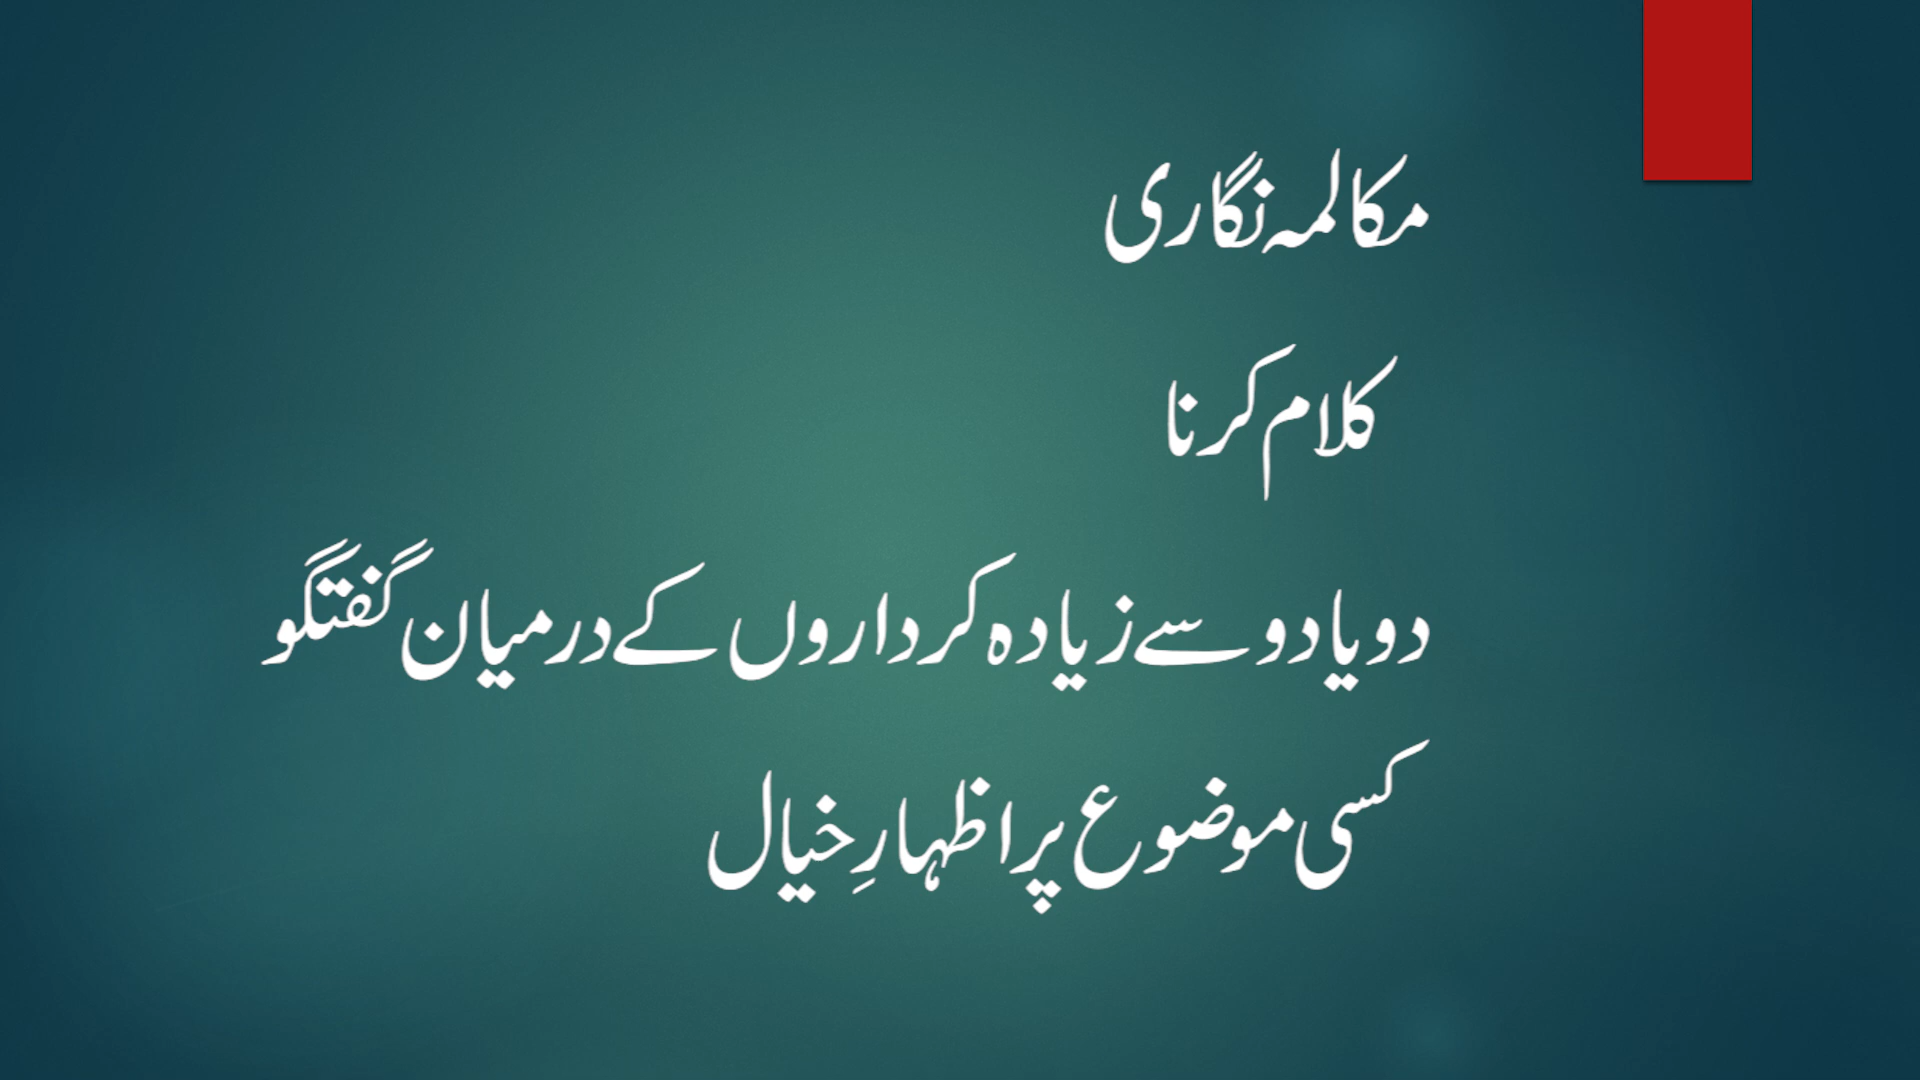 مکالمہ نگاری
کلام کرنا
دو یا دو سے زیادہ کرداروں کے درمیان گفتگو
کسی موضوع پر اظہارِ خیال